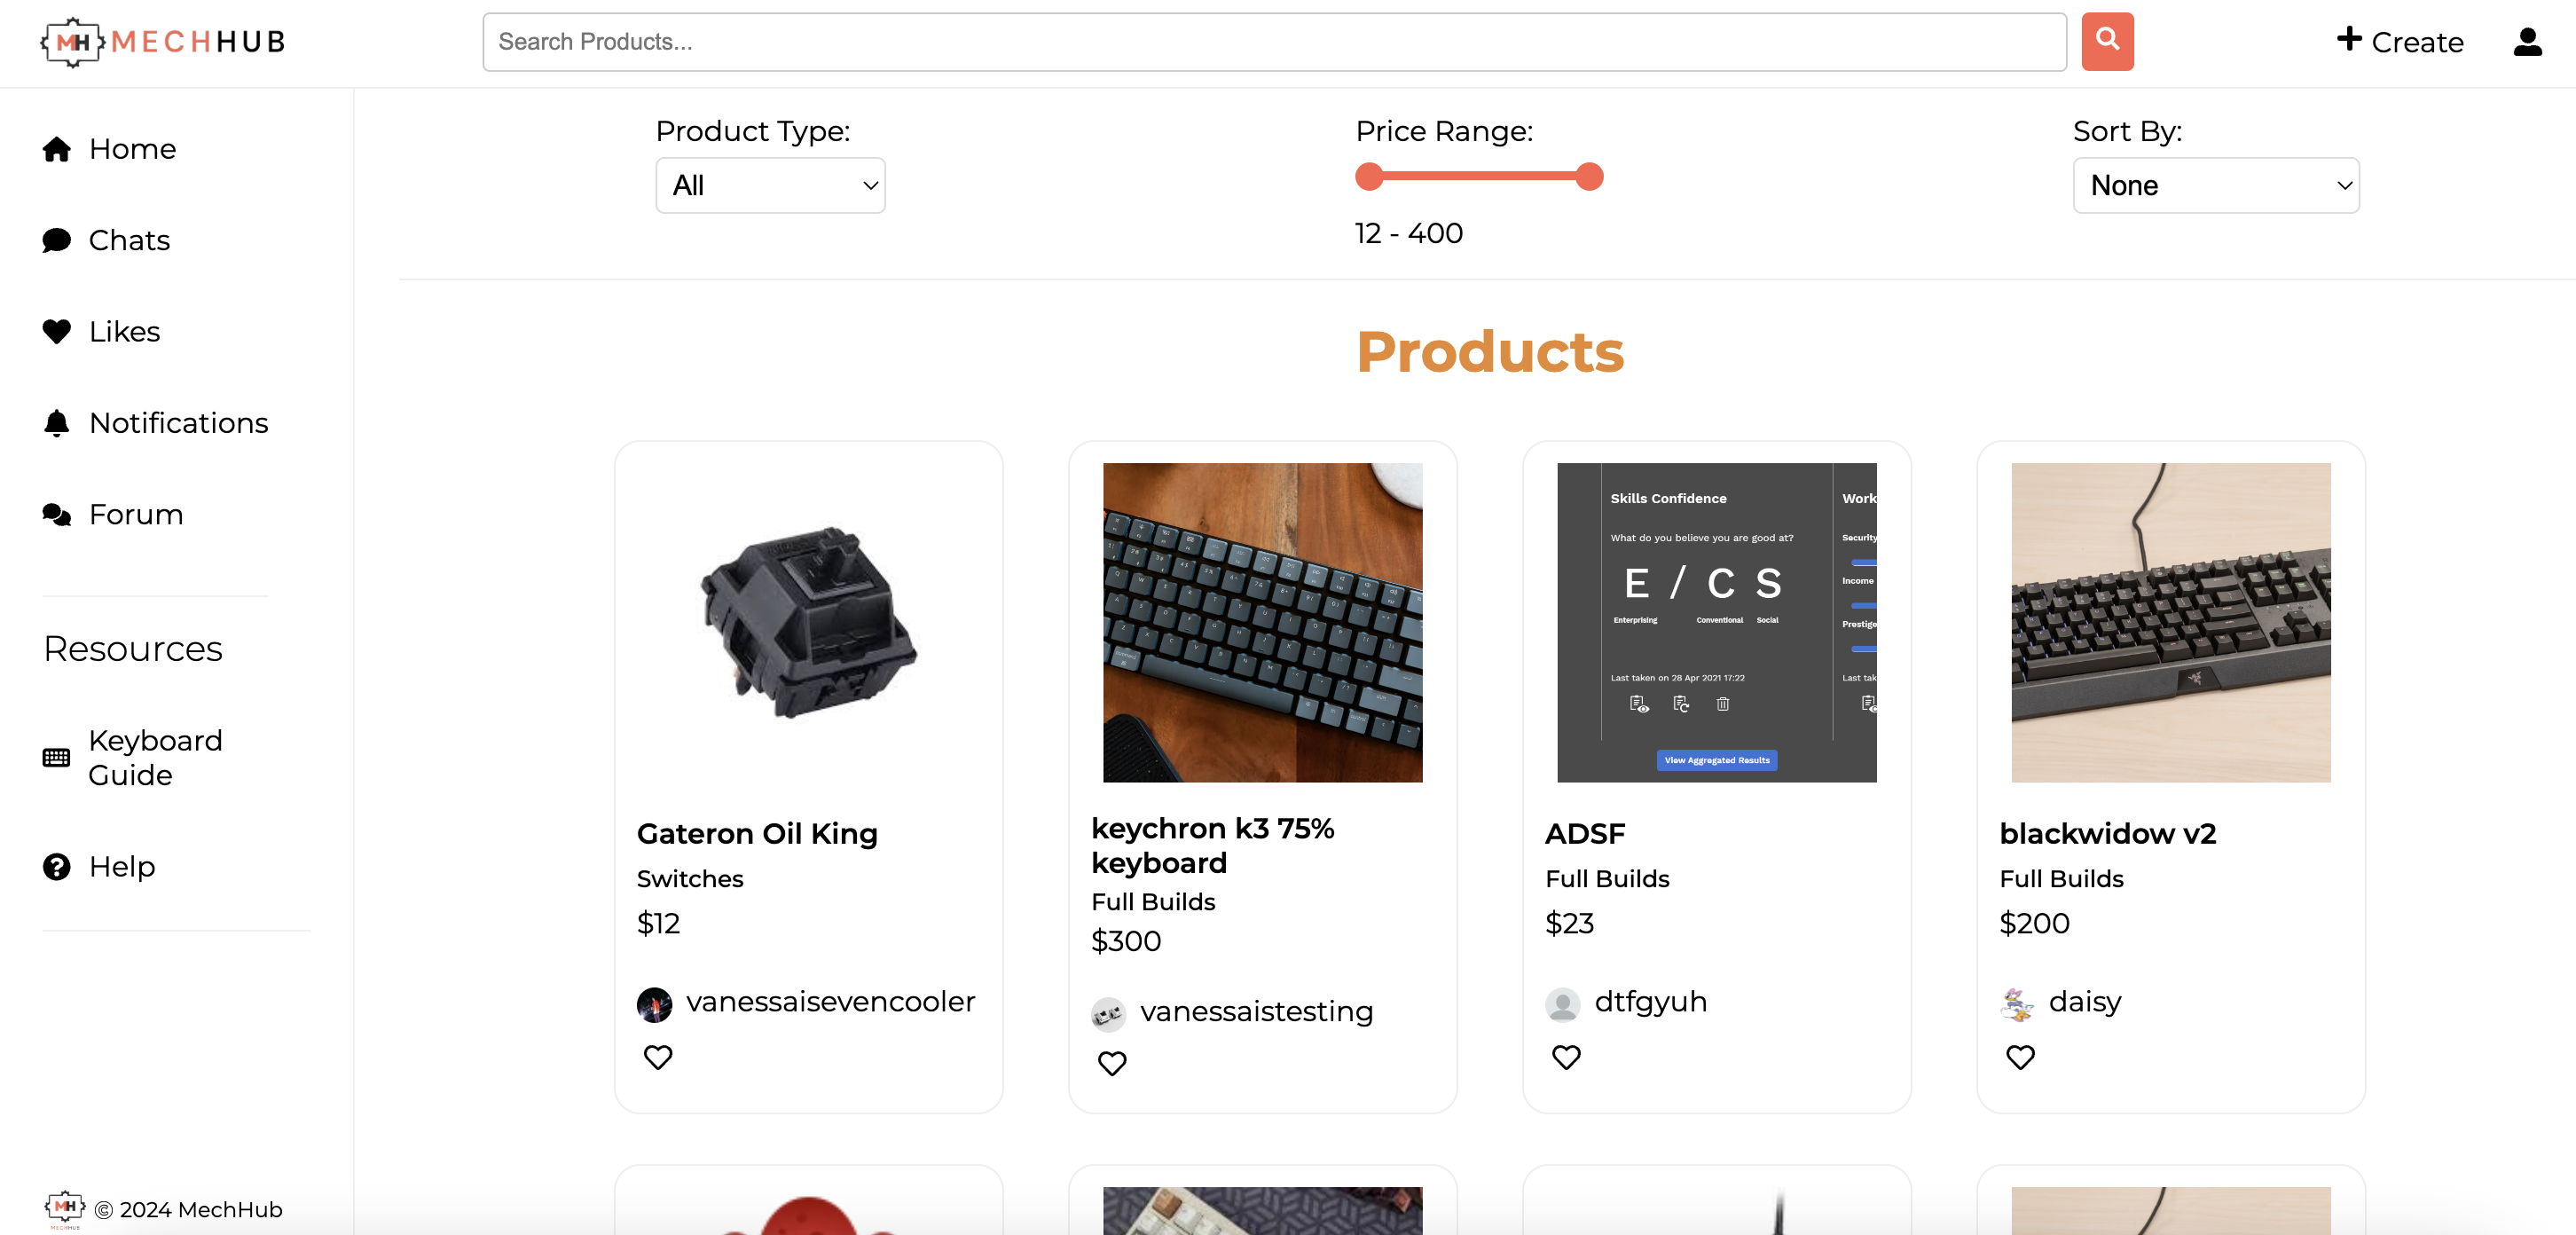 MH MECHHUB
Search Products...
Create
Home
Chats
Likes
Notifications
Forum
Resources
Keyboard
Guide
Help
MH
MECHHUB
© 2024 MechHub
Product Type:
All
Price Range:
12 - 400
Sort By:
None
Products
Gateron Oil King
Switches
$12
vanessaisevencooler
keychron k3 75%
keyboard
Full Builds
$300
vanessaistesting
Skills Confidence
What do you believe you are good at?
E / C S
Enterprising Conventional Social
Last taken on 28 Apr 2021 17:22
View Aggregated Results
Work
Security
Income
Prestige
Last tak
ADSF
Full Builds
$23
dtfgyuh
blackwidow v2
Full Builds
$200
daisy